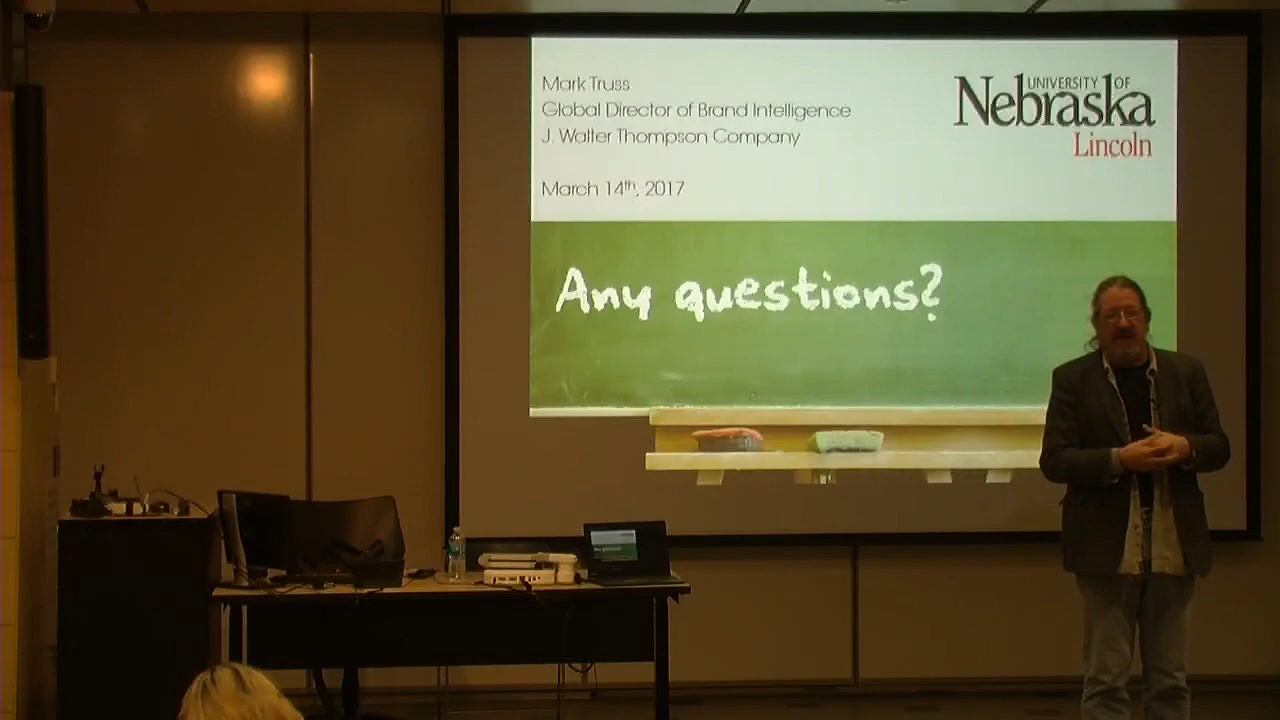 Mark Truss
Global Director of Brand Intelligence
J. Walter Thompson Company
March 14th, 2017
UNIVERSITY OF
Nebraska
Lincoln
Any questions?